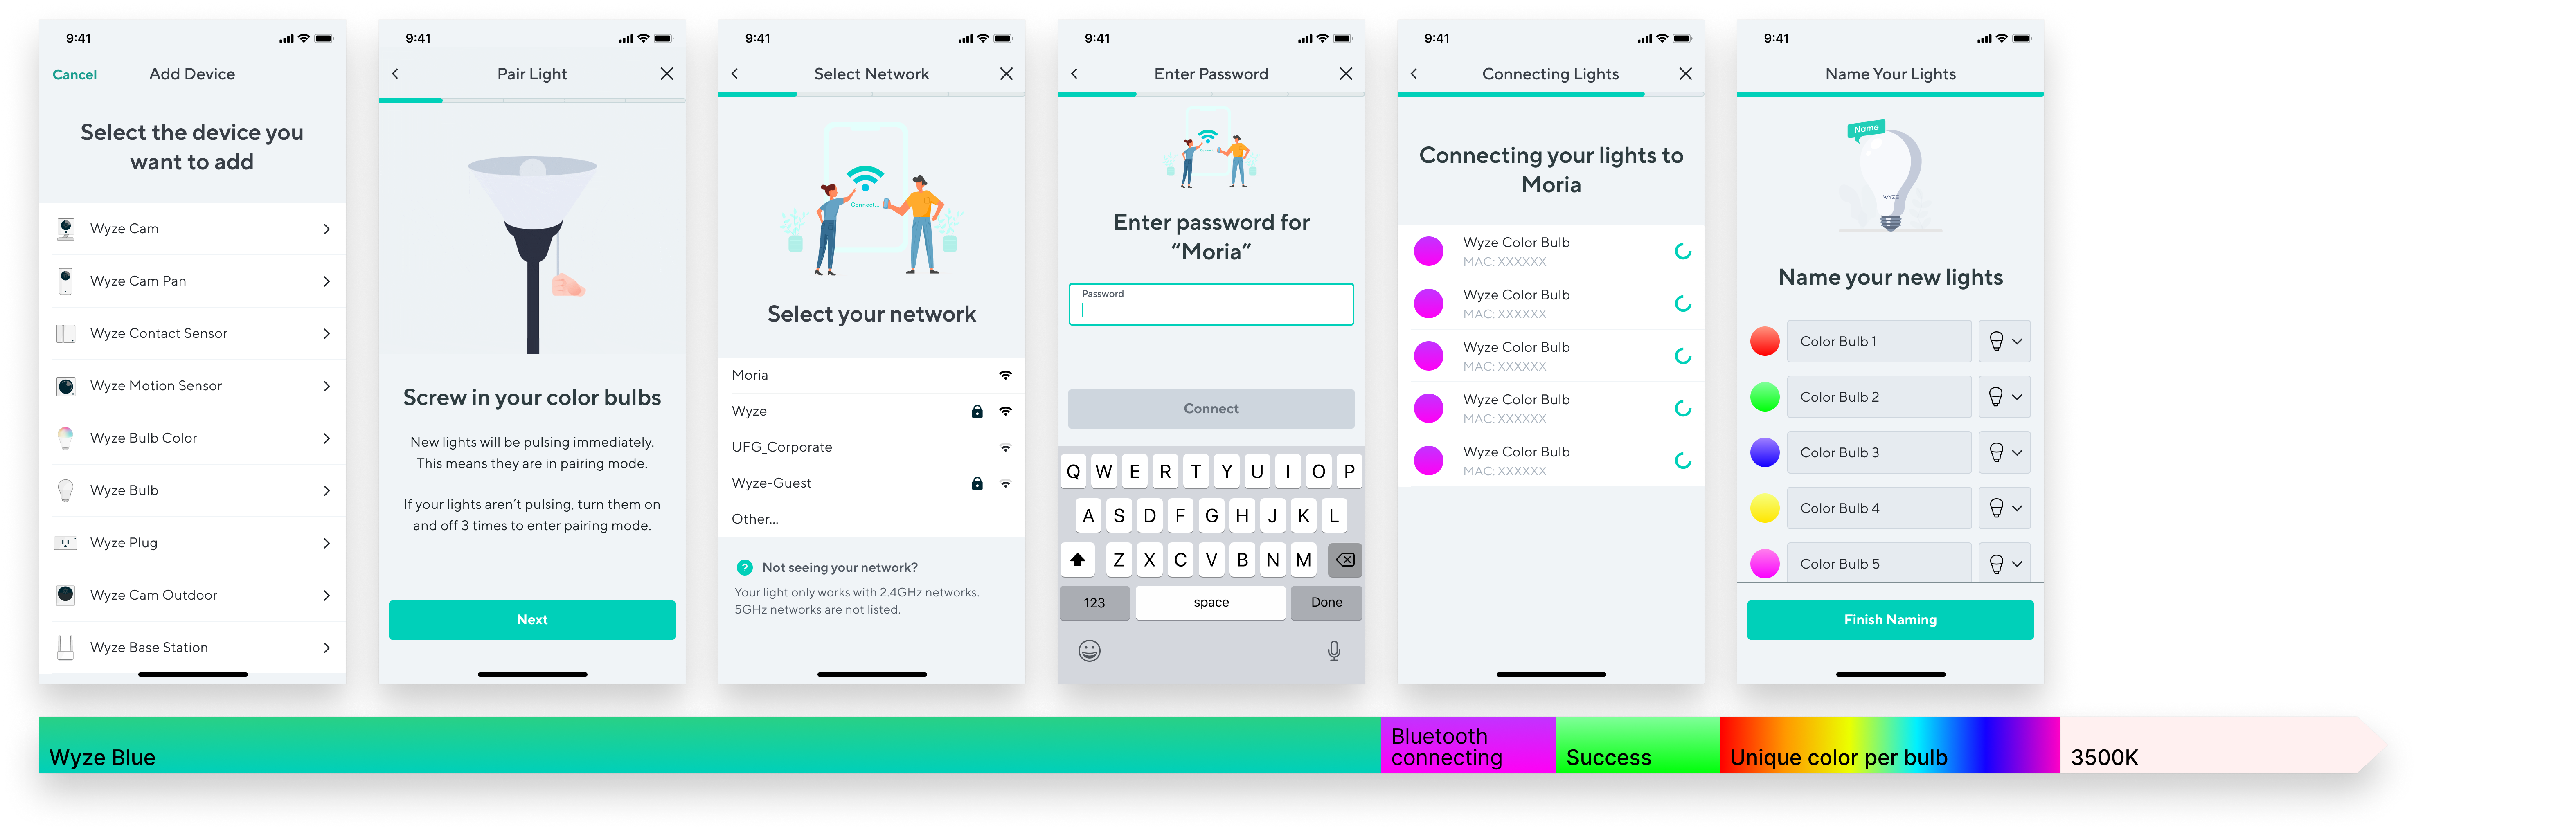 9:41
Cancel
Add Device
Select the device you
want to add
Wyze Cam
Wyze Cam Pan
Wyze Contact Sensor
Wyze Motion Sensor
Wyze Bulb Color
Wyze Bulb
Wyze Plug
Wyze Cam Outdoor
Wyze Base Station
9:41
Pair Light
Screw in your color bulbs
New lights will be pulsing immediately.
This means they are in pairing mode.
If your lights aren’t pulsing, turn them on
and off 3 times to enter pairing mode.
Next
9:41
Select Network
Connect...
Select your network
Moria
Wyze
UFG_Corporate
Wyze-Guest
Other...
? Not seeing your network?
Your light only works with 2.4GHz networks.
5GHz networks are not listed.
9:41
Enter Password
Enter password for
“Moria”
Password
Connect
Q W E R T Y U I O P
A S D F G H J K L
Z X C V B N M
123 space Done
9:41
Connecting Lights
Connecting your lights to
Moria
Wyze Color Bulb
MAC: XXXXXX
Wyze Color Bulb
MAC: XXXXXX
Wyze Color Bulb
MAC: XXXXXX
Wyze Color Bulb
MAC: XXXXXX
Wyze Color Bulb
MAC: XXXXXX
9:41
Name Your Lights
Name
WYZE
Name your new lights
Color Bulb 1
Color Bulb 2
Color Bulb 3
Color Bulb 4
Color Bulb 5
Finish Naming
Wyze Blue
Bluetooth
connecting
Success
Unique color per bulb
3500K